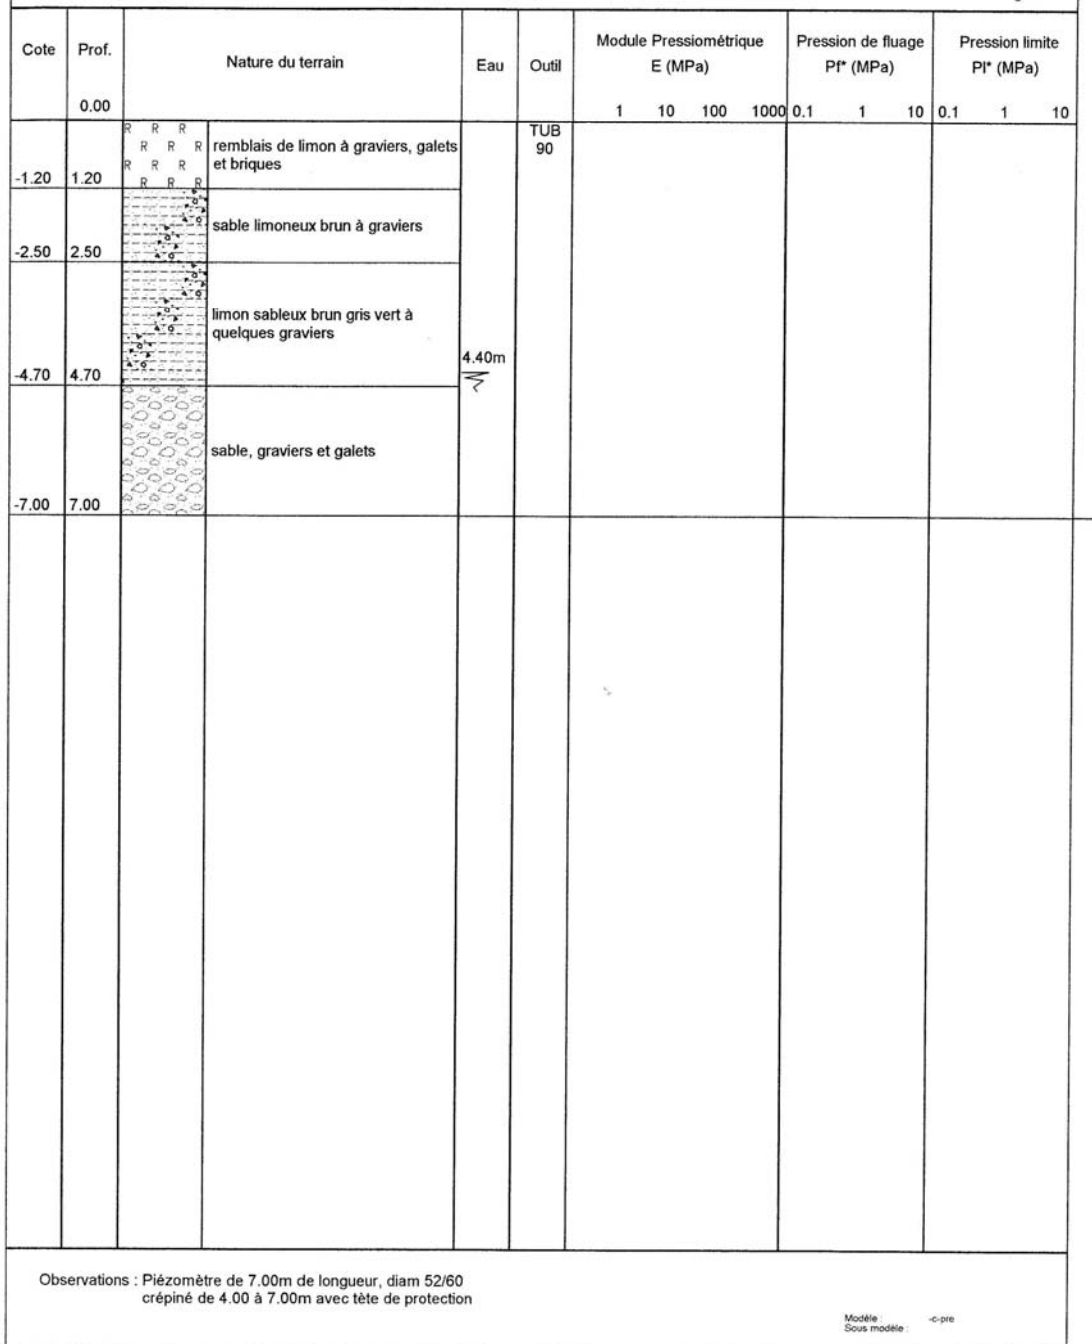 Cote Prof. Nature du terrain Eau Outil Module Pressiométrique Pression de fluage Pression limite
E (MPa) Pf* (MPa) Pl* (MPa)
0.00 1 10 100 1000 0.1 1 10 0.1 1 10
R R R TUB
R R R remblais de limon à graviers, galets 90
R R R et briques
-1.20 1.20 R R R
sable limoneux brun à graviers
-2.50 2.50
limon sableux brun gris vert à
quelques graviers
4.40m
-4.70 4.70
sable, graviers et galets
-7.00 7.00
Observations : Piézomètre de 7.00m de longueur, diam 52/60
crépiné de 4.00 à 7.00m avec tète de protection
Modèle : -c-pre
Sous modèle :